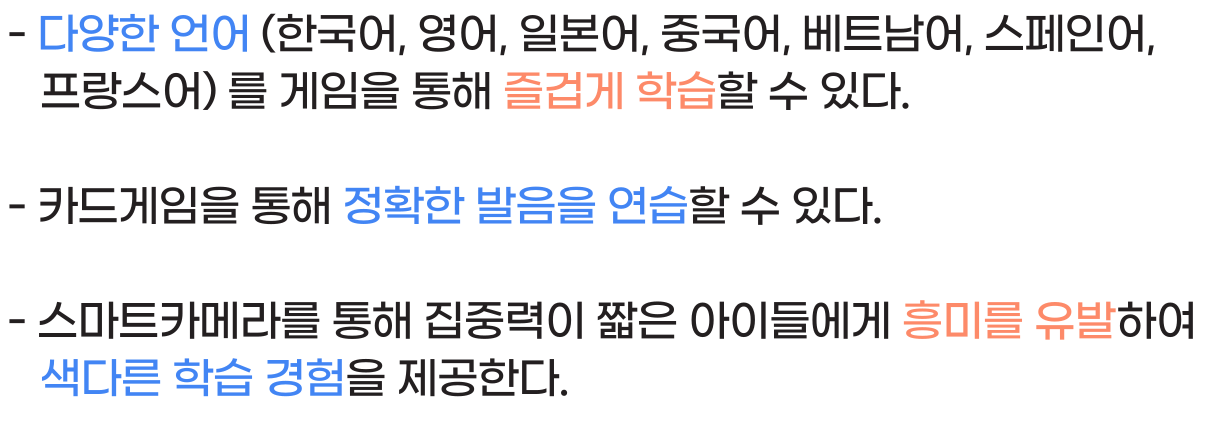 - 다양한 언어 (한국어, 영어, 일본어, 중국어, 베트남어, 스페인어,
프랑스어) 를 게임을 통해 즐겁게 학습할 수 있다.
- 카드게임을 통해 정확한 발음을 연습할 수 있다.
- 스마트카메라를 통해 집중력이 짧은 아이들에게 흥미를 유발하여
색다른 학습 경험을 제공한다.